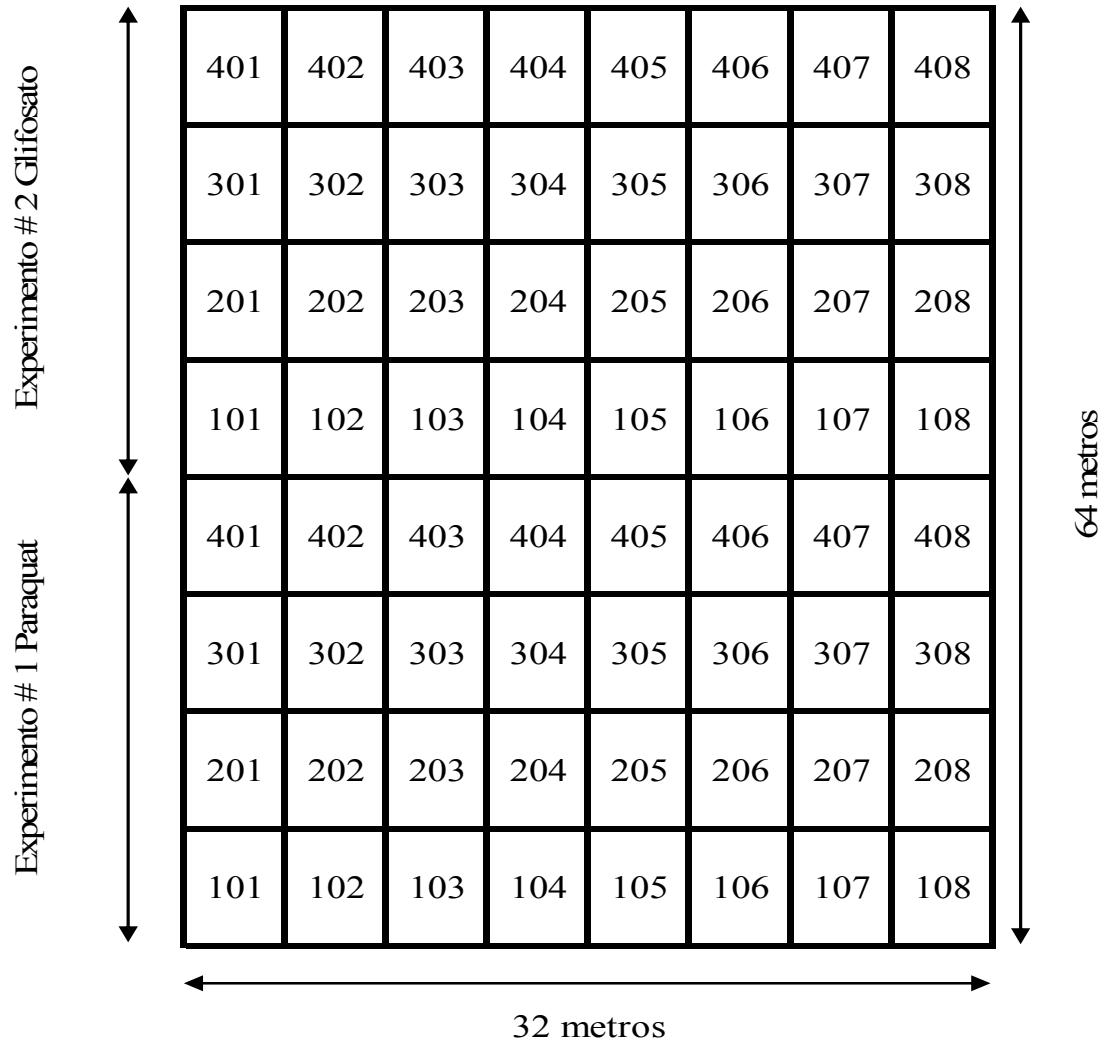 Experimento # 2 Glifosato
401 402 403 404 405 406 407 408
301 302 303 304 305 306 307 308
201 202 203 204 205 206 207 208
101 102 103 104 105 106 107 108
Experimento # 1 Paraquat
401 402 403 404 405 406 407 408
301 302 303 304 305 306 307 308
201 202 203 204 205 206 207 208
101 102 103 104 105 106 107 108
64 metros
32 metros